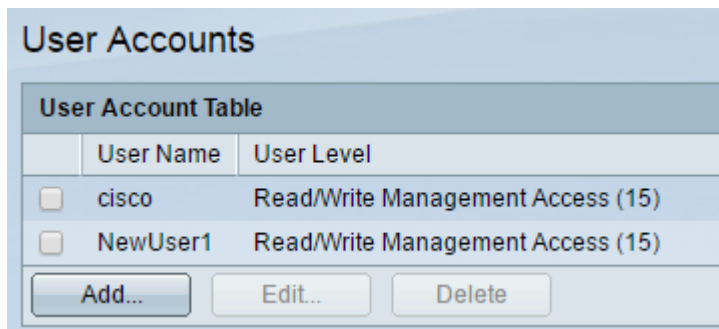 User Accounts
User Account Table
User Name User Level
cisco Read/Write Management Access (15)
NewUser1 Read/Write Management Access (15)
Add... Edit... Delete